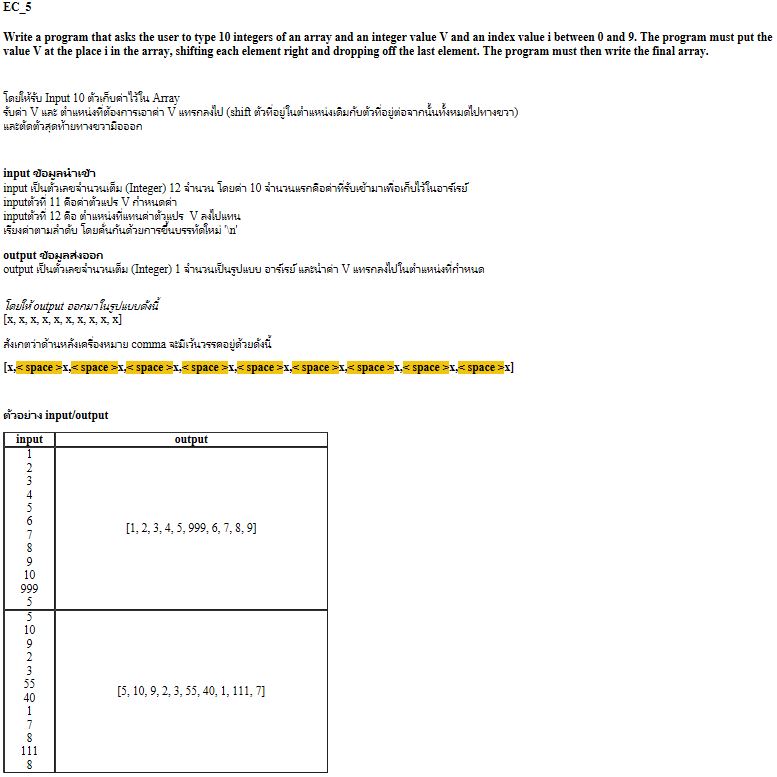 EC_5
Write a program that asks the user to type 10 integers of an array and an integer value V and an index value i between 0 and 9. The program must put the
value V at the place i in the array, shifting each element right and dropping off the last element. The program must then write the final array.
โดยให้รับ Input 10 ตัวเก็บค่าไว้ใน Array
รับค่า V และ ตำแหน่งที่ต้องการเอาค่า V แทรกลงไป (shift ตัวที่อยู่ในตำแหน่งเดิมกับตัวที่อยู่ต่อจากนั้นทั้งหมดไปทางขวา)
และตัดตัวสุดท้ายทางขวามือออก
input ข้อมูลนำเข้า
input เป็นตัวเลขจำนวนเต็ม (Integer) 12 จำนวน โดยค่า 10 จำนวนแรกคือค่าที่รับเข้ามาเพื่อเก็บไว้ในอาร์เรย์
inputตัวที่ 11 คือค่าตัวแปร V กำหนดค่า
inputตัวที่ 12 คือ ตำแหน่งที่แทนค่าตัวแปร V ลงไปแทน
เรียงค่าตามลำดับ โดยคั่นกันด้วยการขึ้นบรรทัดใหม่ '\n'
output ข้อมูลส่งออก
output เป็นตัวเลขจำนวนเต็ม (Integer) 1 จำนวนเป็นรูปแบบ อาร์เรย์ และนำค่า V แทรกลงไปในตำแหน่งที่กำหนด
โดยให้ output ออกมาในรูปแบบดังนี้
[x, x, x, x, x, x, x, x, x, x]
สังเกตว่าด้านหลังเครื่องหมาย comma จะมีเว้นวรรคอยู่ด้วยดังนี้
[x,< space >x,< space >x,< space >x,< space >x,< space >x,< space >x,< space >x,< space >x,< space >x]
ตัวอย่าง input/output
input output
1
2
3
4
5
6
7
8
9
10
999
5
[1, 2, 3, 4, 5, 999, 6, 7, 8, 9]
5
10
9
2
3
55
40
1
7
8
111
8
[5, 10, 9, 2, 3, 55, 40, 1, 111, 7]